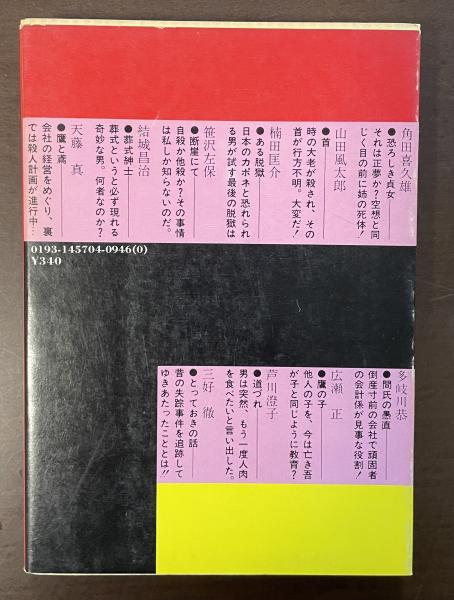 角田喜久雄
●恐ろしき貞女
それは正夢か?空想と同
じく目の前に姉の死体!
山田風太郎
●首
時の大老が殺され、その
首が行方不明。大変だ!
楠田匡介
●ある脱獄
日本のカポネと恐れられ
る男が試す最後の脱獄は
笹沢左保
●断崖にて
自殺か他殺か?その事情
は私しか知らないのだ。
結城昌治
●葬式紳士
葬式というと必ず現れる
奇妙な男。何者なのか?
天藤 真
●鷹と鳶
会社の経営をめぐり、裏
では殺人計画が進行中…
0193-145704-0946(0)
¥340
多岐川恭
●間氏の愚直
倒産寸前の会社で頑固者
の会計係が見事な役割!
広瀬 正
●鷹の子
他人の子を、今は亡き吾
が子と同じように教育?
芦川澄子
●道づれ
男は突然、もう一度人肉
を食べたいと言い出した。
三好 徹
●とっておきの話
昔の失踪事件を追跡して
ゆきあたったこととは!!